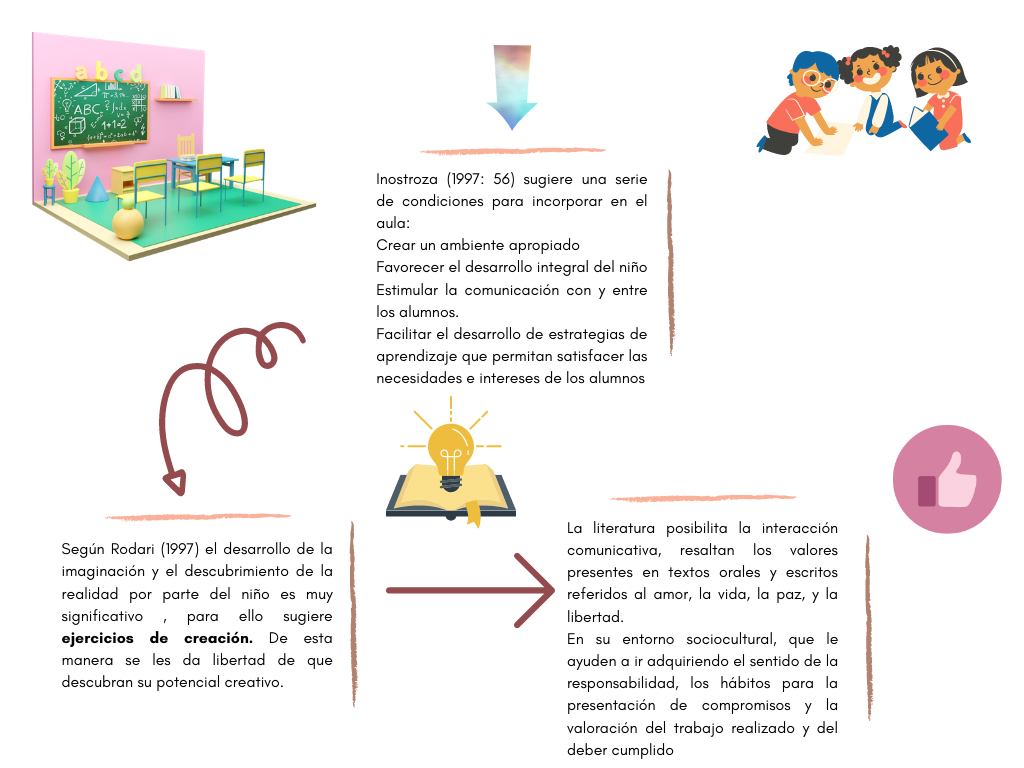 a b c d
ABC
1+1=2
Inostroza (1997: 56) sugiere una serie
de condiciones para incorporar en el
aula:
Crear un ambiente apropiado
Favorecer el desarrollo integral del niño
Estimular la comunicación con y entre
los alumnos.
Facilitar el desarrollo de estrategias de
aprendizaje que permitan satisfacer las
necesidades e intereses de los alumnos
Según Rodari (1997) el desarrollo de la
imaginación y el descubrimiento de la
realidad por parte del niño es muy
significativo , para ello sugiere
ejercicios de creación. De esta
manera se les da libertad de que
descubran su potencial creativo.
La literatura posibilita la interacción
comunicativa, resaltan los valores
presentes en textos orales y escritos
referidos al amor, la vida, la paz, y la
libertad.
En su entorno sociocultural, que le
ayuden a ir adquiriendo el sentido de la
responsabilidad, los hábitos para la
presentación de compromisos y la
valoración del trabajo realizado y del
deber cumplido